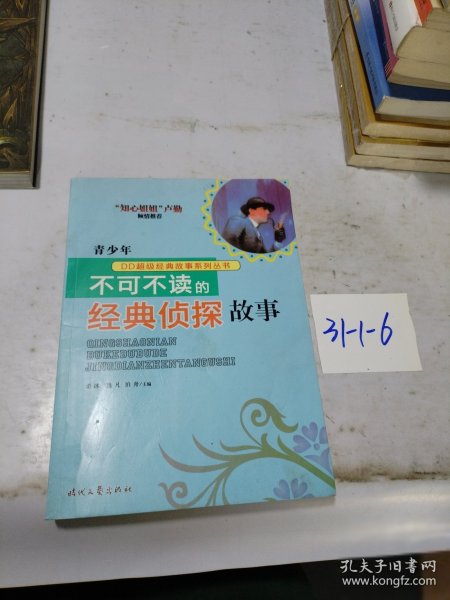 “知心姐姐”卢勤
倾情推荐
青少年
DD超级经典故事系列丛书
不可不读的
经典侦探故事
QINGSHAONIAN
BUKEBUDUDE
JINGDIANZHENTANGUSHI
时代文艺出版社
31-1-6
孔夫子旧书网
www.kongfz.com